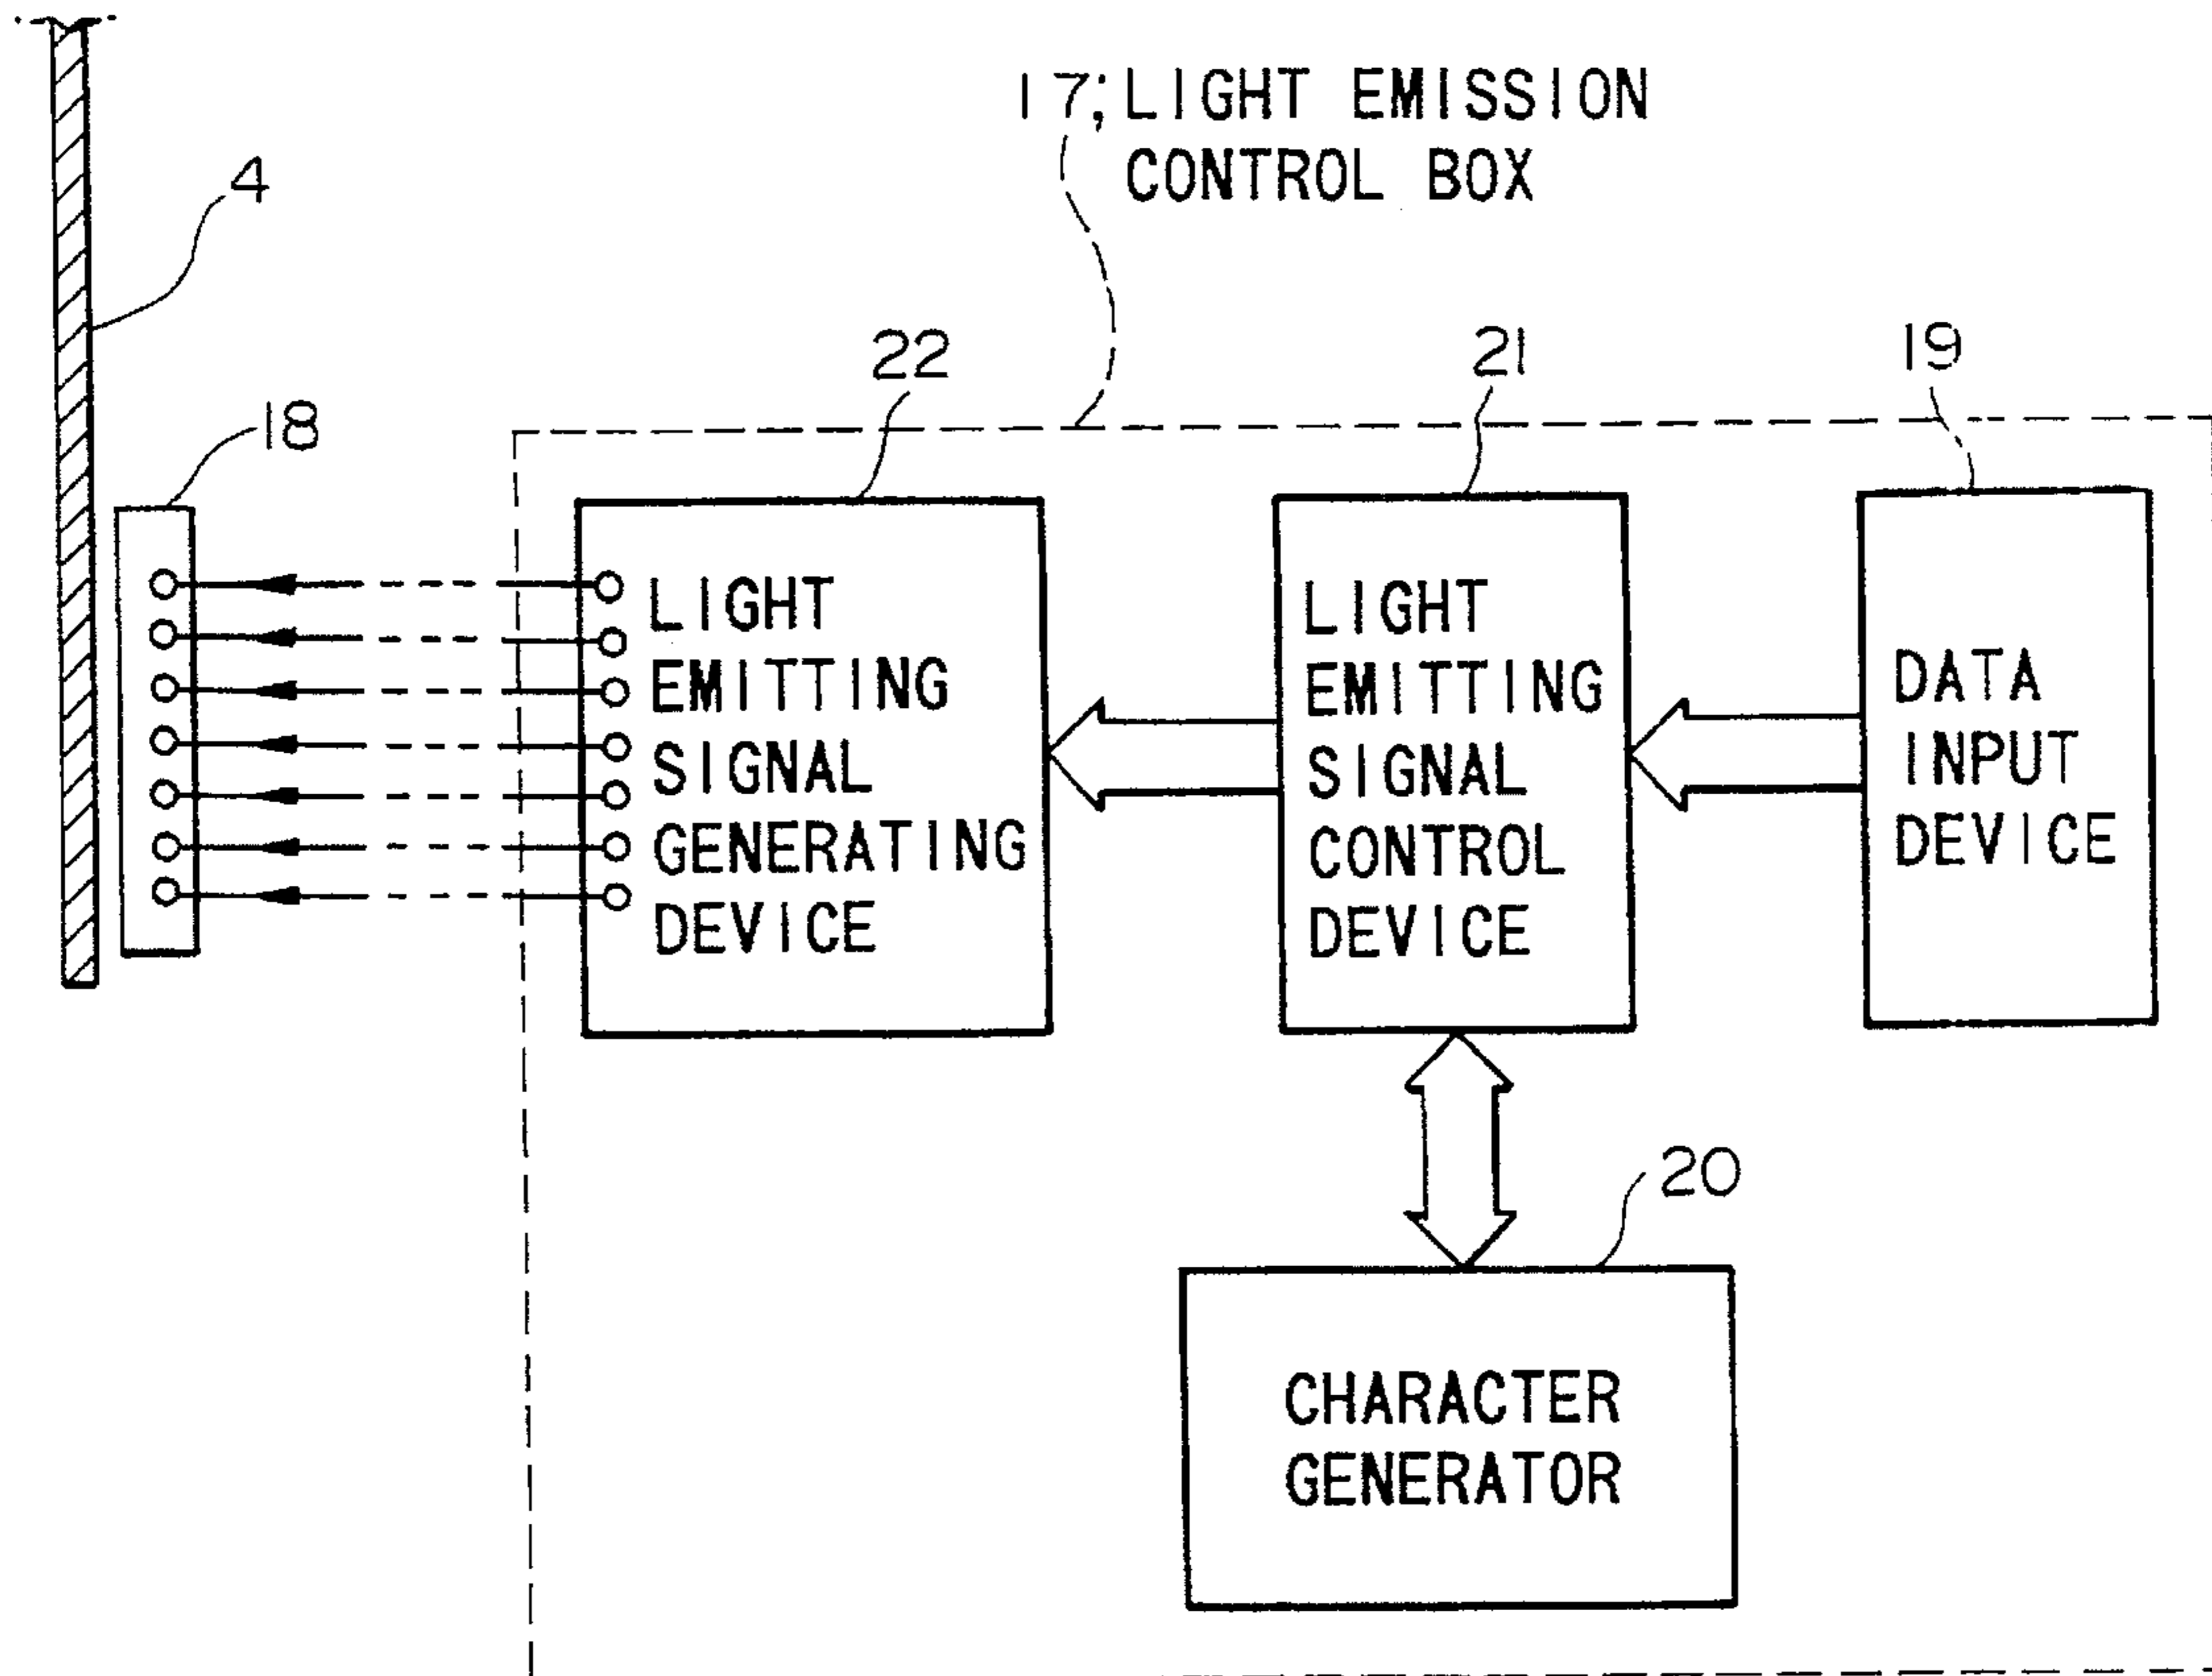 17; LIGHT EMISSION
CONTROL BOX
4
22
21
19
18
LIGHT
EMITTING
SIGNAL
GENERATING
DEVICE
LIGHT
EMITTING
SIGNAL
CONTROL
DEVICE
DATA
INPUT
DEVICE
20
CHARACTER
GENERATOR